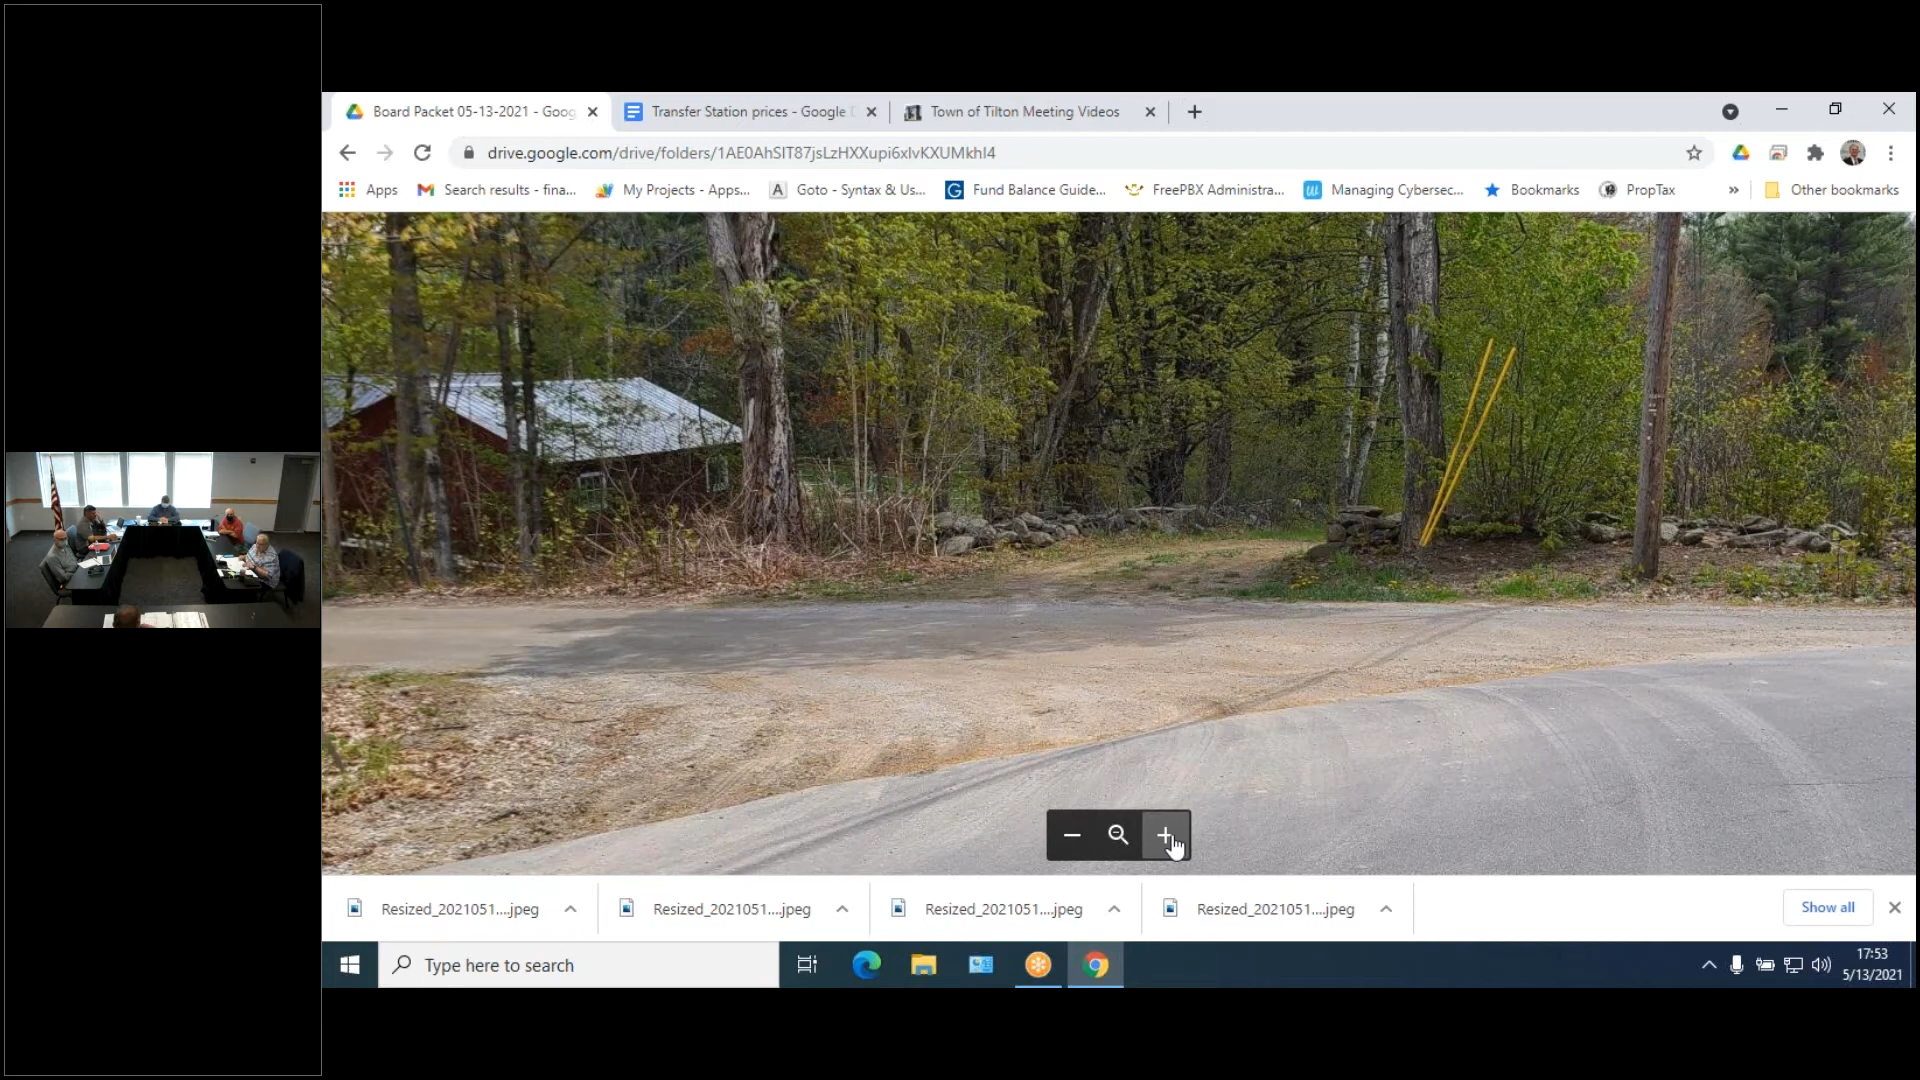 Board Packet 05-13-2021 - Goog
Transfer Station prices - Google D
Town of Tilton Meeting Videos
drive.google.com/drive/folders/1AE0AhSIT87jsLzHXXupi6xlvKXUMkhI4
Apps
Search results - fina...
My Projects - Apps...
Goto - Syntax & Us...
Fund Balance Guide...
FreePBX Administra...
Managing Cybersec...
Bookmarks
PropTax
Other bookmarks
Resized_2021051....jpeg
Resized_2021051....jpeg
Resized_2021051....jpeg
Resized_2021051....jpeg
Show all
Type here to search
17:53
5/13/2021